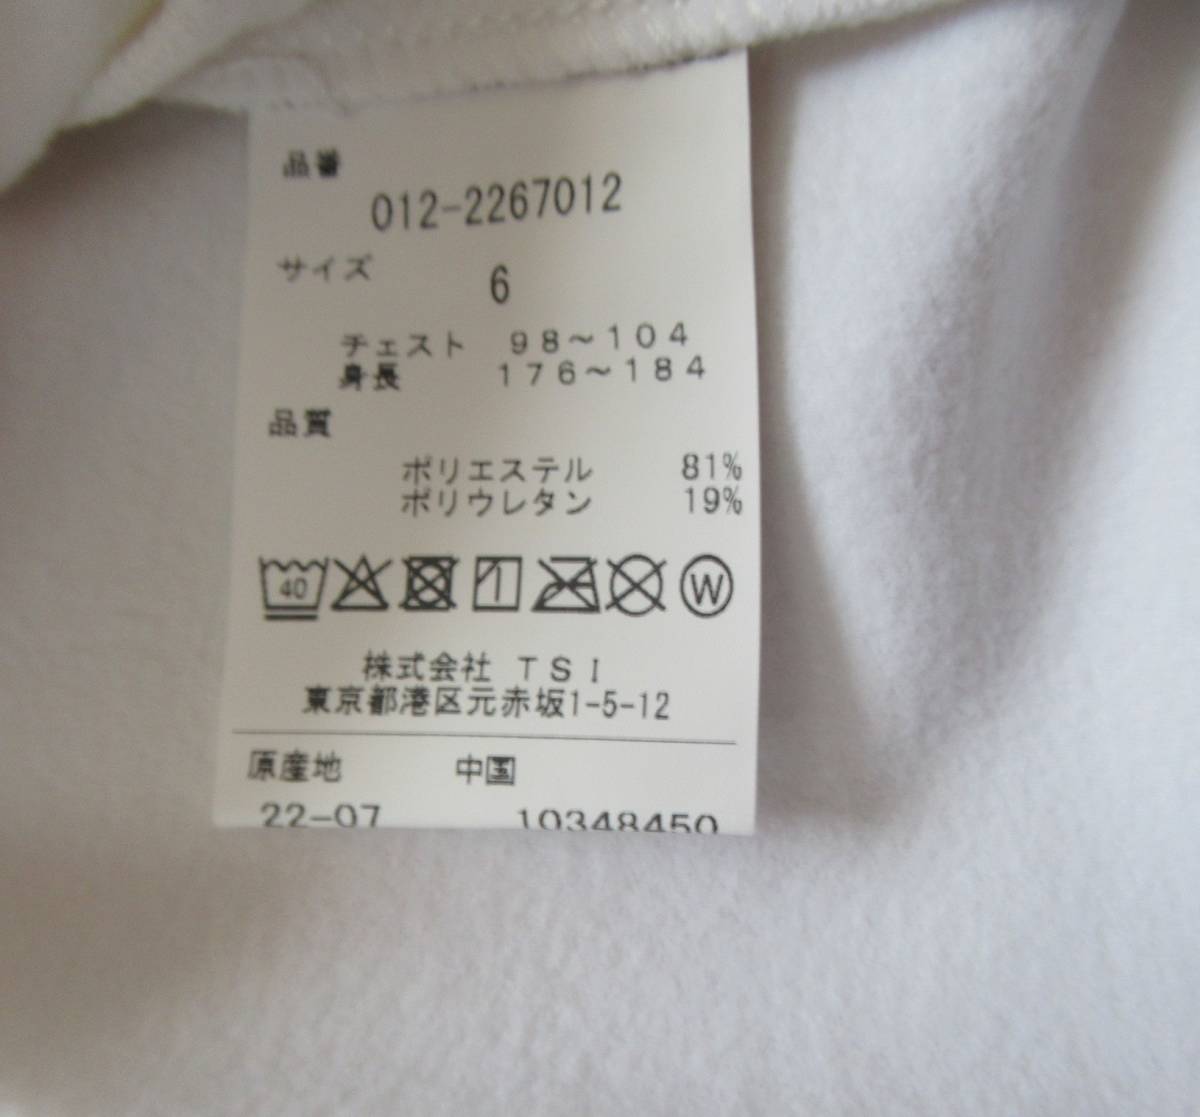 品番
012-2267012
サイズ 6
チェスト 98～104
身長 176～184
品質
ポリエステル 81%
ポリウレタン 19%
40 W
株式会社 TSI
東京都港区元赤坂1-5-12
原産地 中国
22-07 10348450